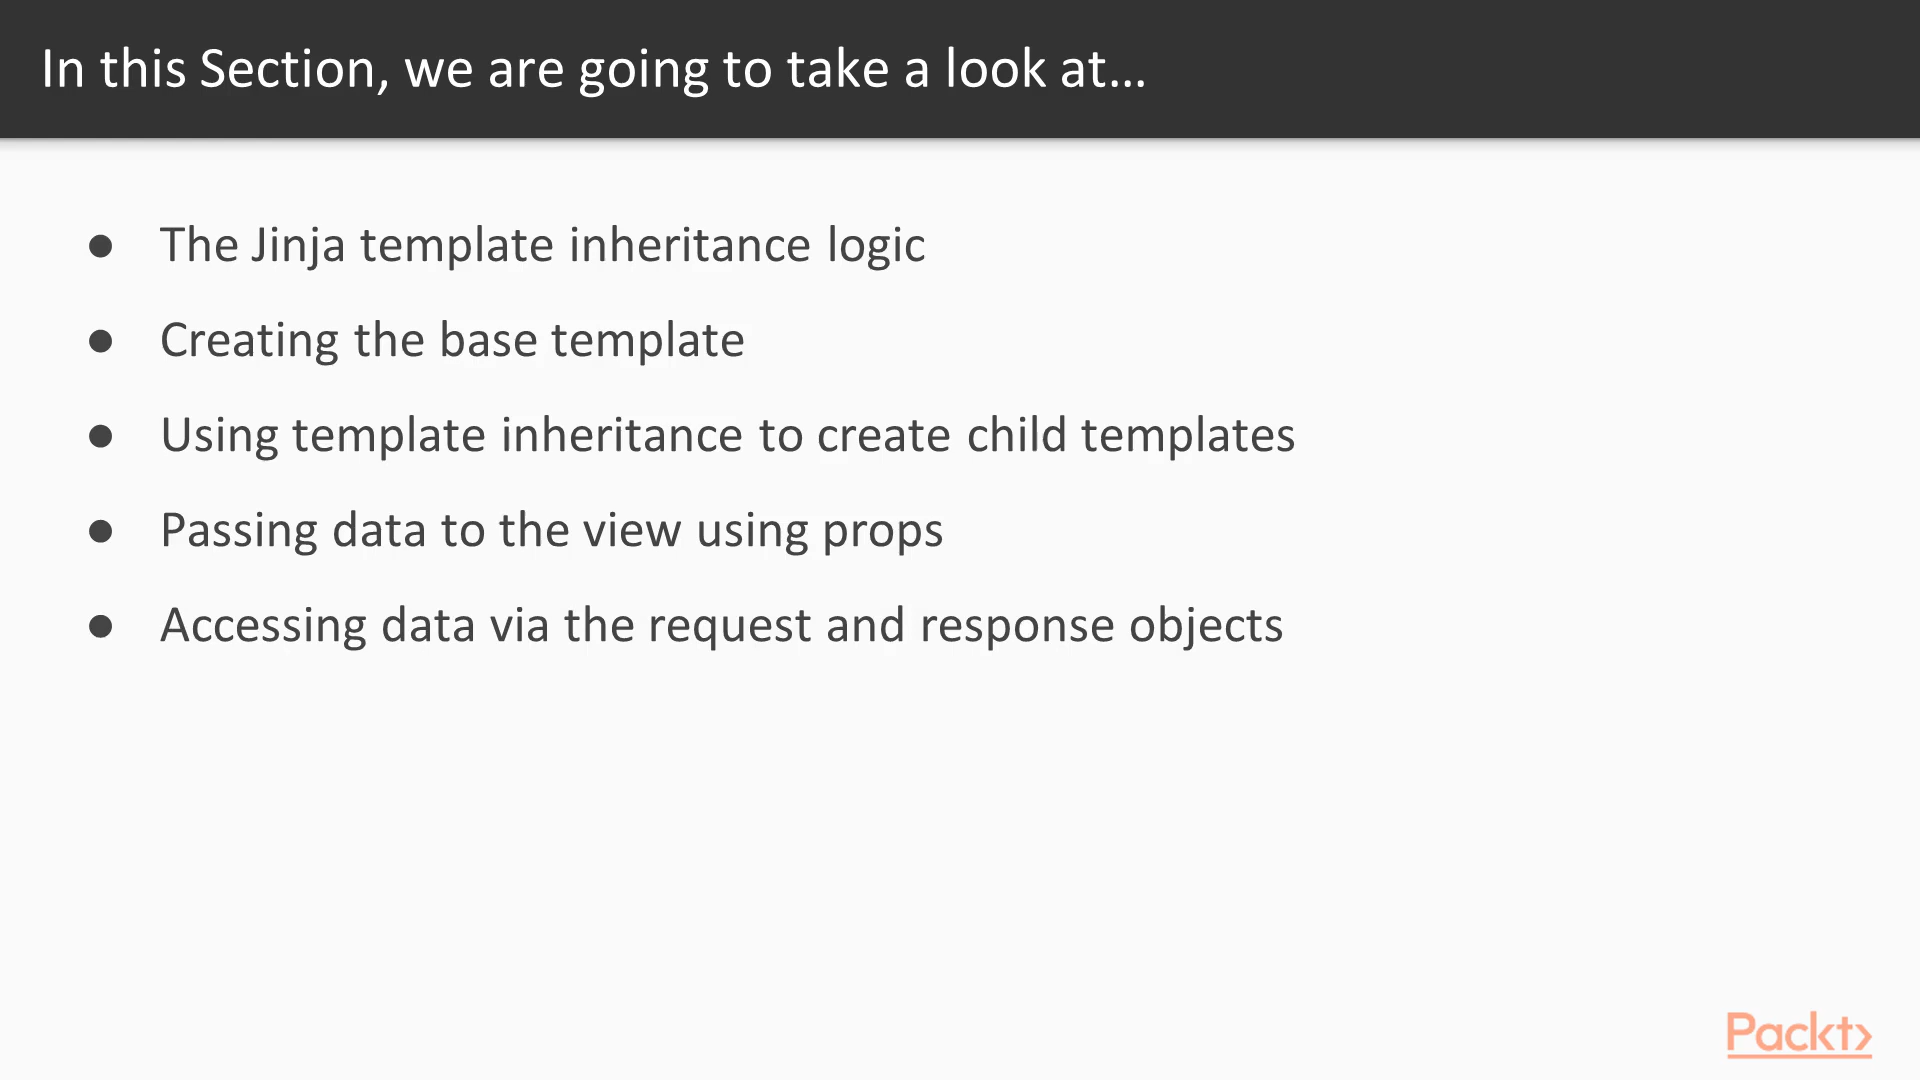 In this Section, we are going to take a look at...
● The Jinja template inheritance logic
● Creating the base template
● Using template inheritance to create child templates
● Passing data to the view using props
● Accessing data via the request and response objects
Packt>